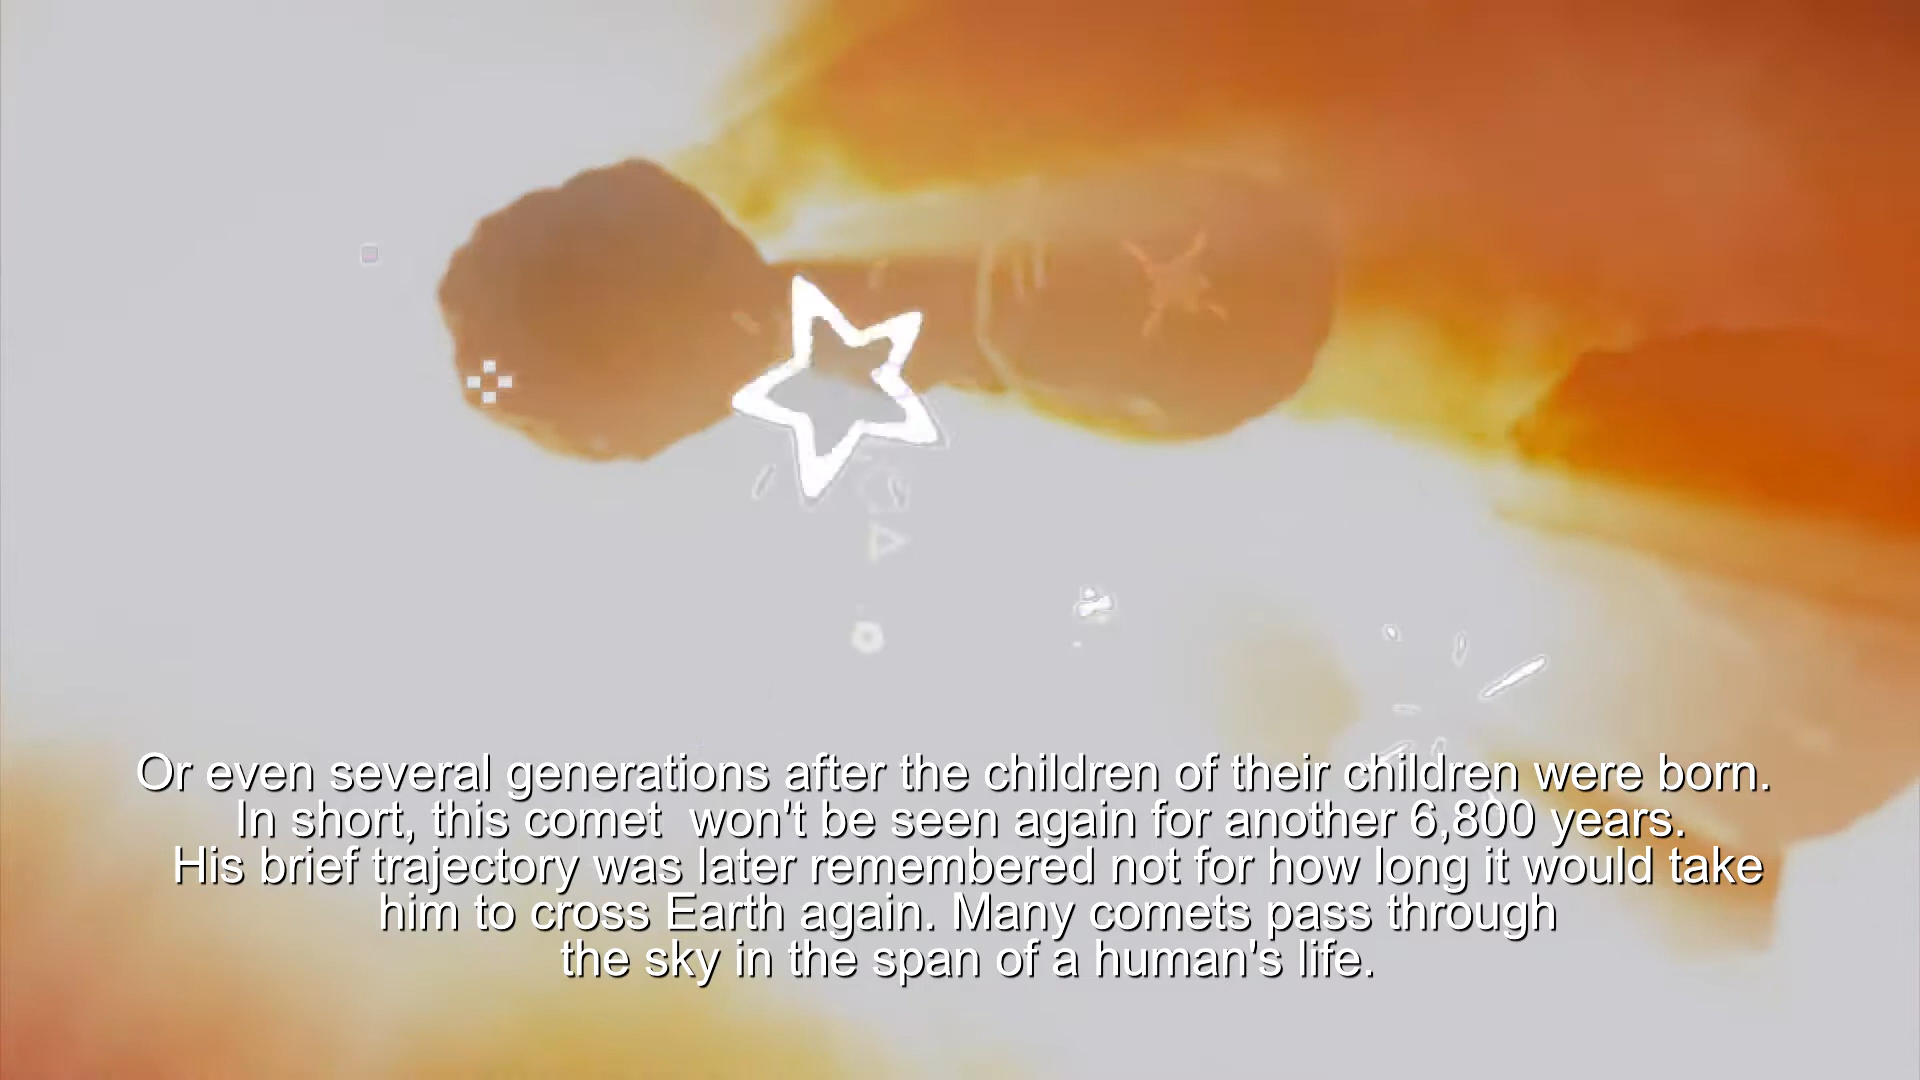 Or even several generations after the children of their children were born.
In short, this comet  won't be seen again for another 6,800 years.
His brief trajectory was later remembered not for how long it would take
him to cross Earth again. Many comets pass through
the sky in the span of a human's life.